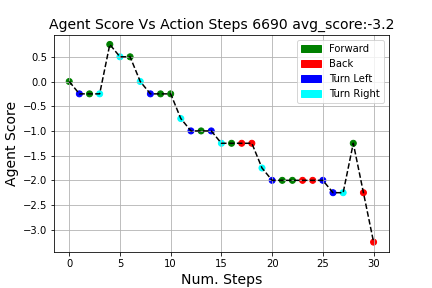 Agent Score Vs Action Steps 6690 avg_score:-3.2
Forward
Back
Turn Left
Turn Right
Agent Score
0.5
0.0
−0.5
−1.0
−1.5
−2.0
−2.5
−3.0
0 5 10 15 20 25 30
Num. Steps